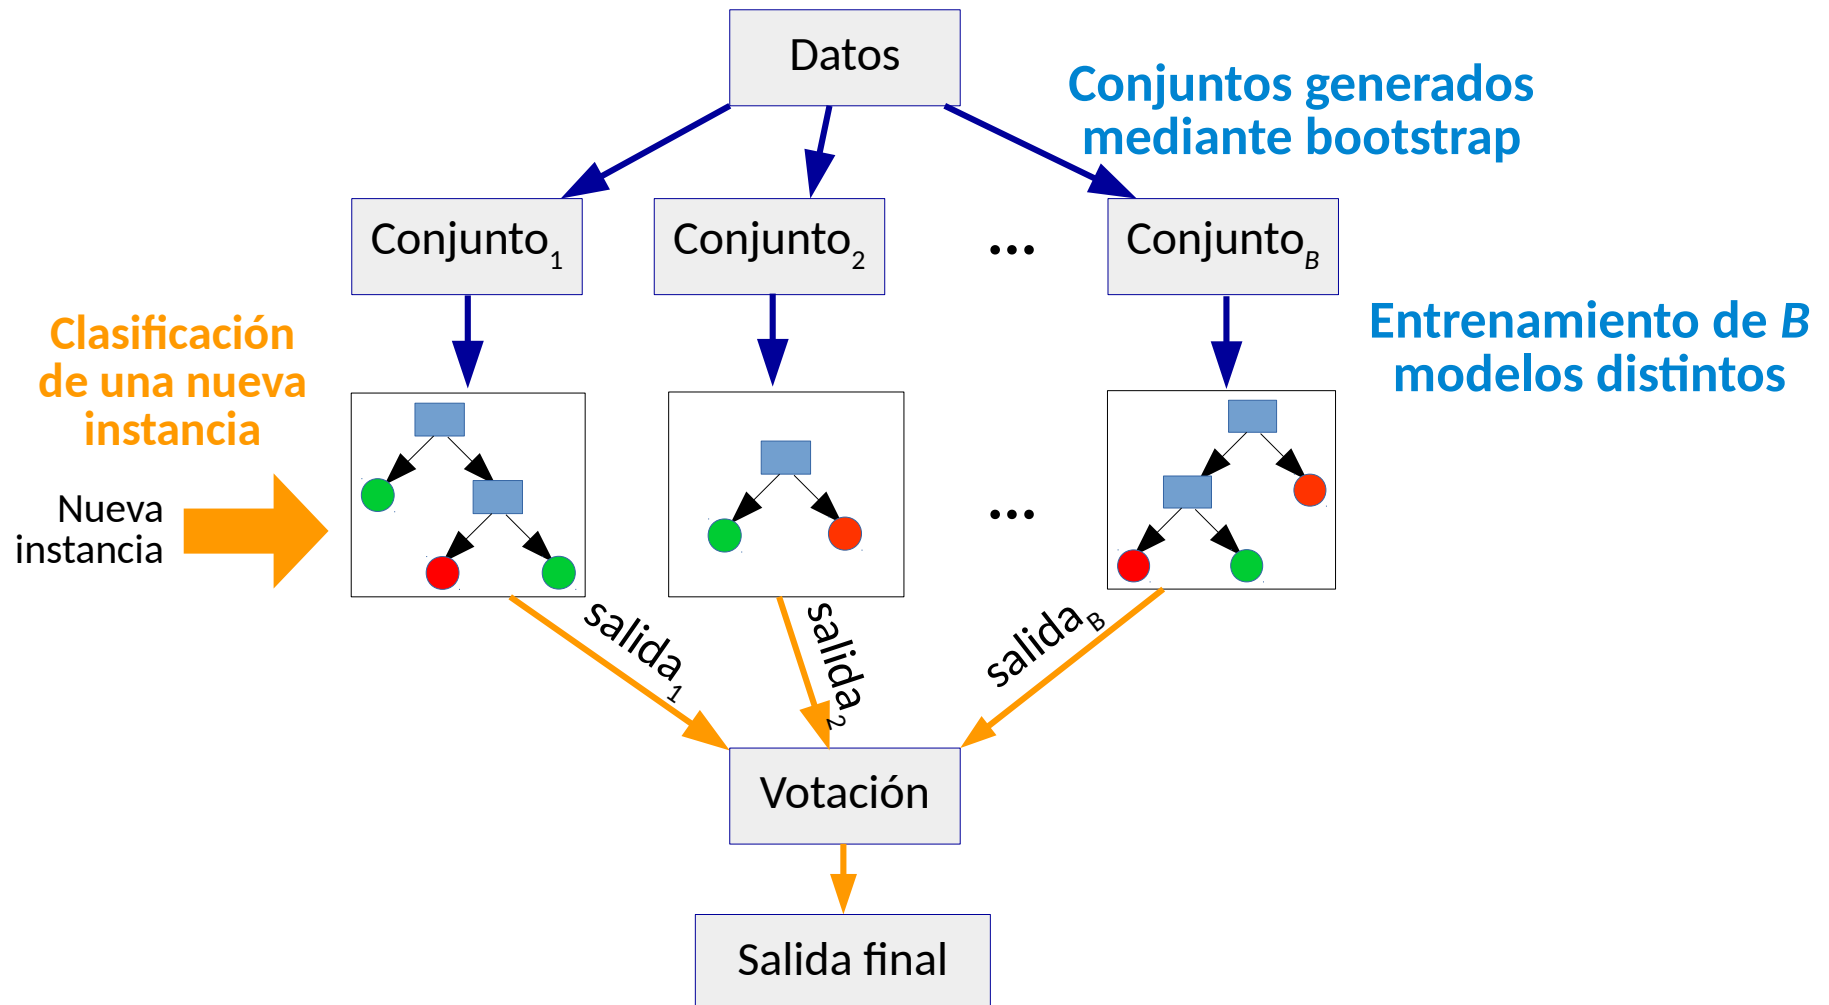 Datos
Conjuntos generados
mediante bootstrap
Conjunto1
Conjunto2
...
ConjuntoB
Clasificación
de una nueva
instancia
Entrenamiento de B
modelos distintos
Nueva
instancia
...
salida1
salida2
salidaB
Votación
Salida final